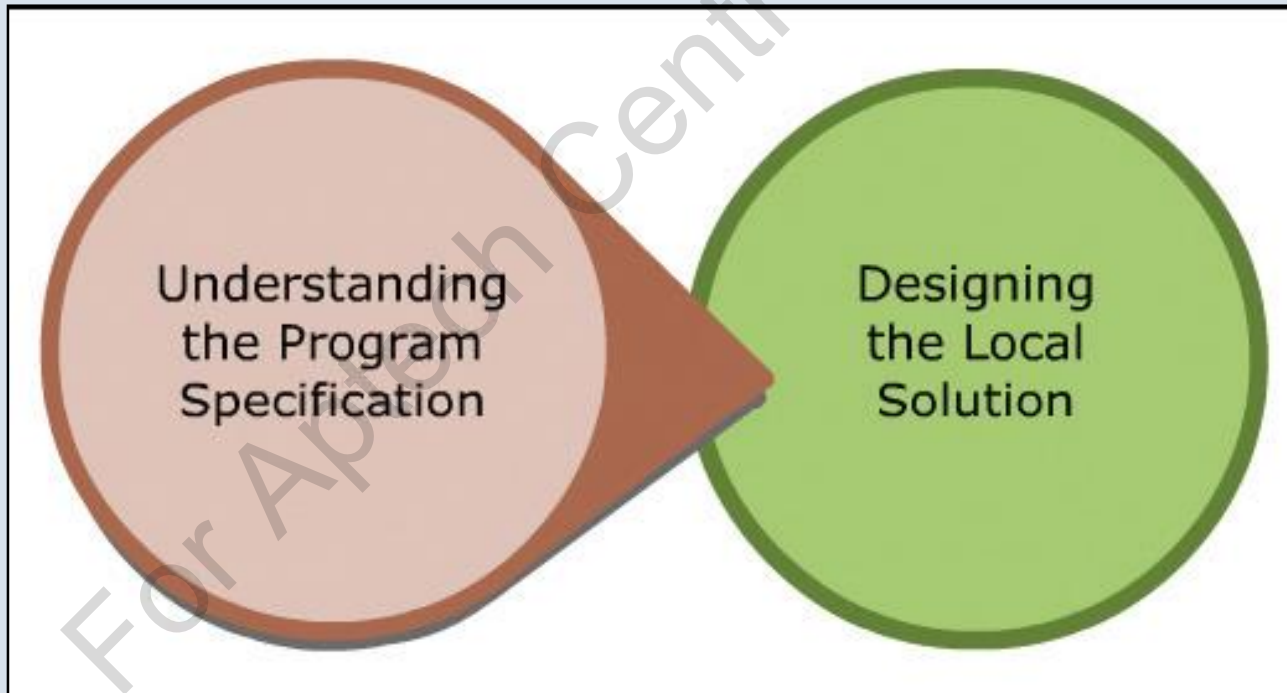 Understanding
the Program
Specification
Designing
the Local
Solution
For Aptech